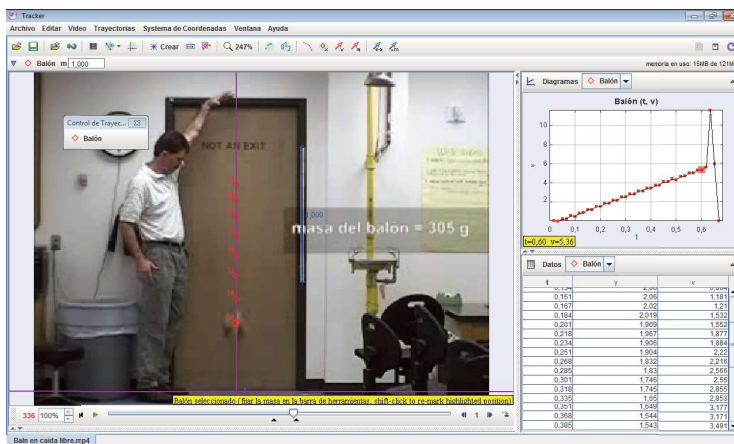 Tracker
Archivo Editar Video Trayectorias Systema de Coordenadas Ventana Ayuda
Crear 247%
Balón m 1,000
memoria en uso: 15MB de 121M
Control de Trayec...
Balón
NOT AN EXIT
1,000
masa del balón = 305 g
Balón seleccionado (fijar la masa en la barra de herramentas, shift-click to re-mark highlighted position)
336 100% 1
Baln en caida libre.mp4
Diagramas Balón
Balón (t, v)
10
8
6
4
2
v
0 0,1 0,2 0,3 0,4 0,5 0,6
t
t=0,60 v=5,36
Datos Balón
t y v
0,151 2,06 1,181
0,167 2,02 1,21
0,184 2,019 1,532
0,201 1,969 1,552
0,218 1,967 1,877
0,234 1,906 1,884
0,251 1,904 2,22
0,268 1,832 2,216
0,285 1,83 2,566
0,301 1,746 2,55
0,318 1,745 2,855
0,335 1,65 2,853
0,351 1,649 3,177
0,368 1,544 3,171
0,385 1,543 3,491